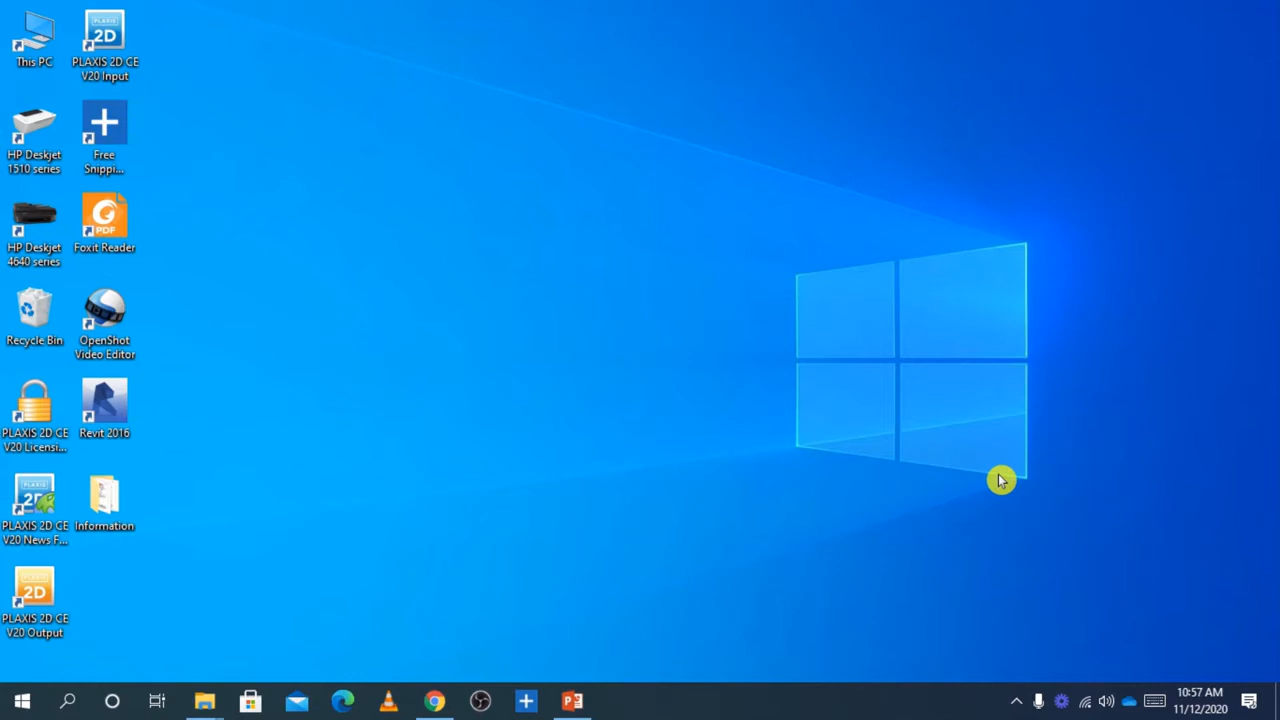 This PC
PLAXIS
2D
PLAXIS 2D CE
V20 Input
HP Deskjet
1510 series
Free
Snippi...
HP Deskjet
4640 series
PDF
Foxit Reader
Recycle Bin
OpenShot
Video Editor
PLAXIS 2D CE
V20 Licensi...
Revit 2016
2D
PLAXIS 2D CE
V20 News F...
Information
2D
PLAXIS 2D CE
V20 Output
10:57 AM
11/12/2020